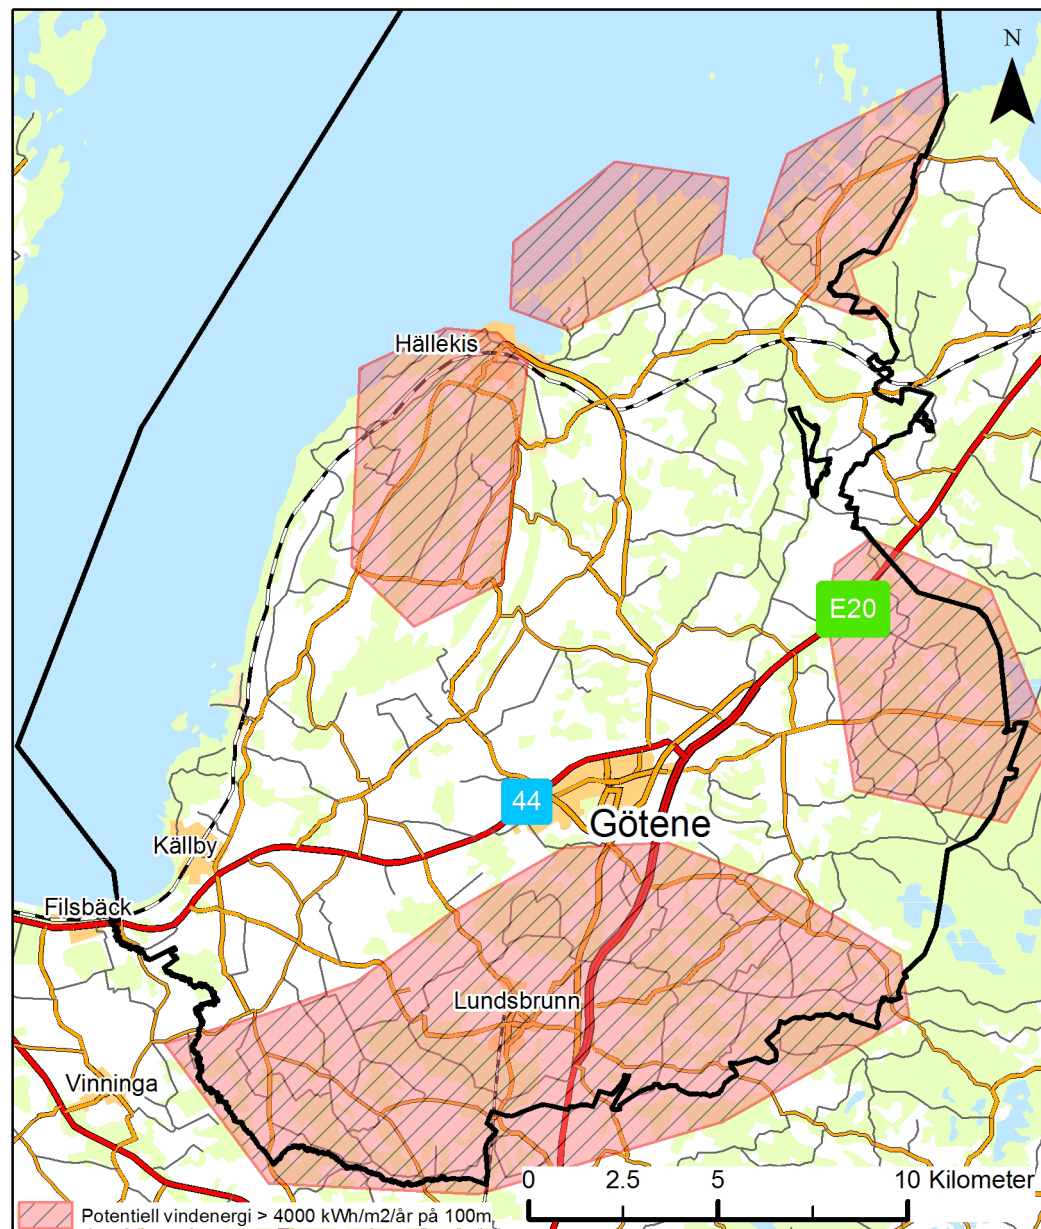 N
Hällekis
E20
44
Götene
Källby
Filsbäck
Lundsbrunn
Vinninga
0 2.5 5 10 Kilometer
Potentiell vindenergi > 4000 kWh/m2/år på 100m